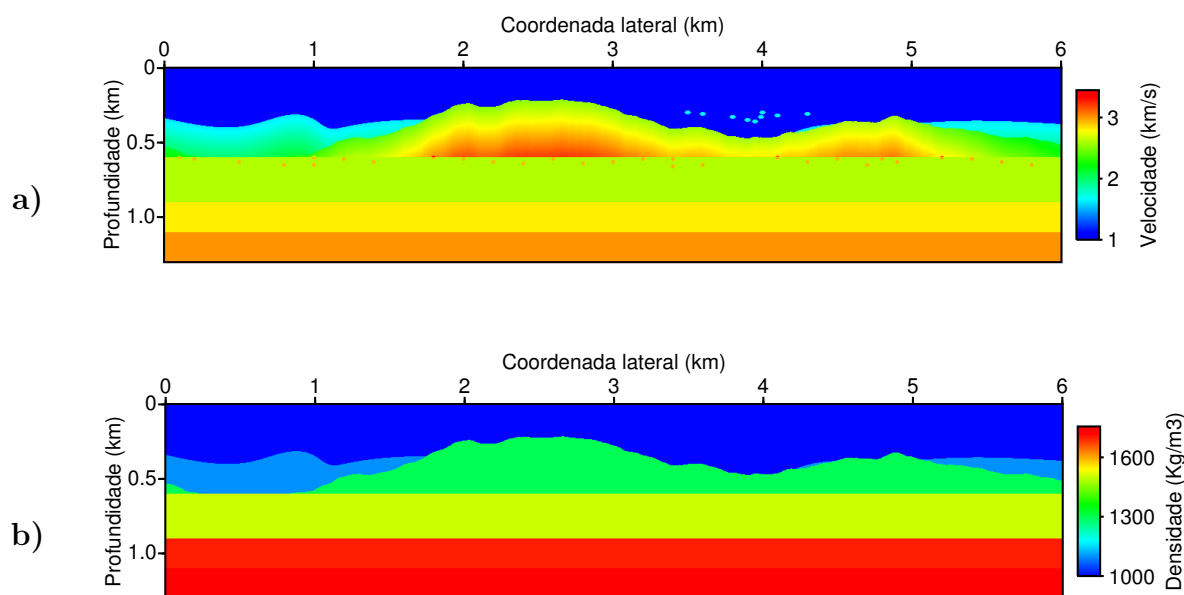 Coordenada lateral (km)
0 1 2 3 4 5 6
0
0.5
1.0
Profundidade (km)
a)
3
2
1
Velocidade (km/s)
Coordenada lateral (km)
0 1 2 3 4 5 6
0
0.5
1.0
Profundidade (km)
b)
1600
1300
1000
Densidade (Kg/m3)